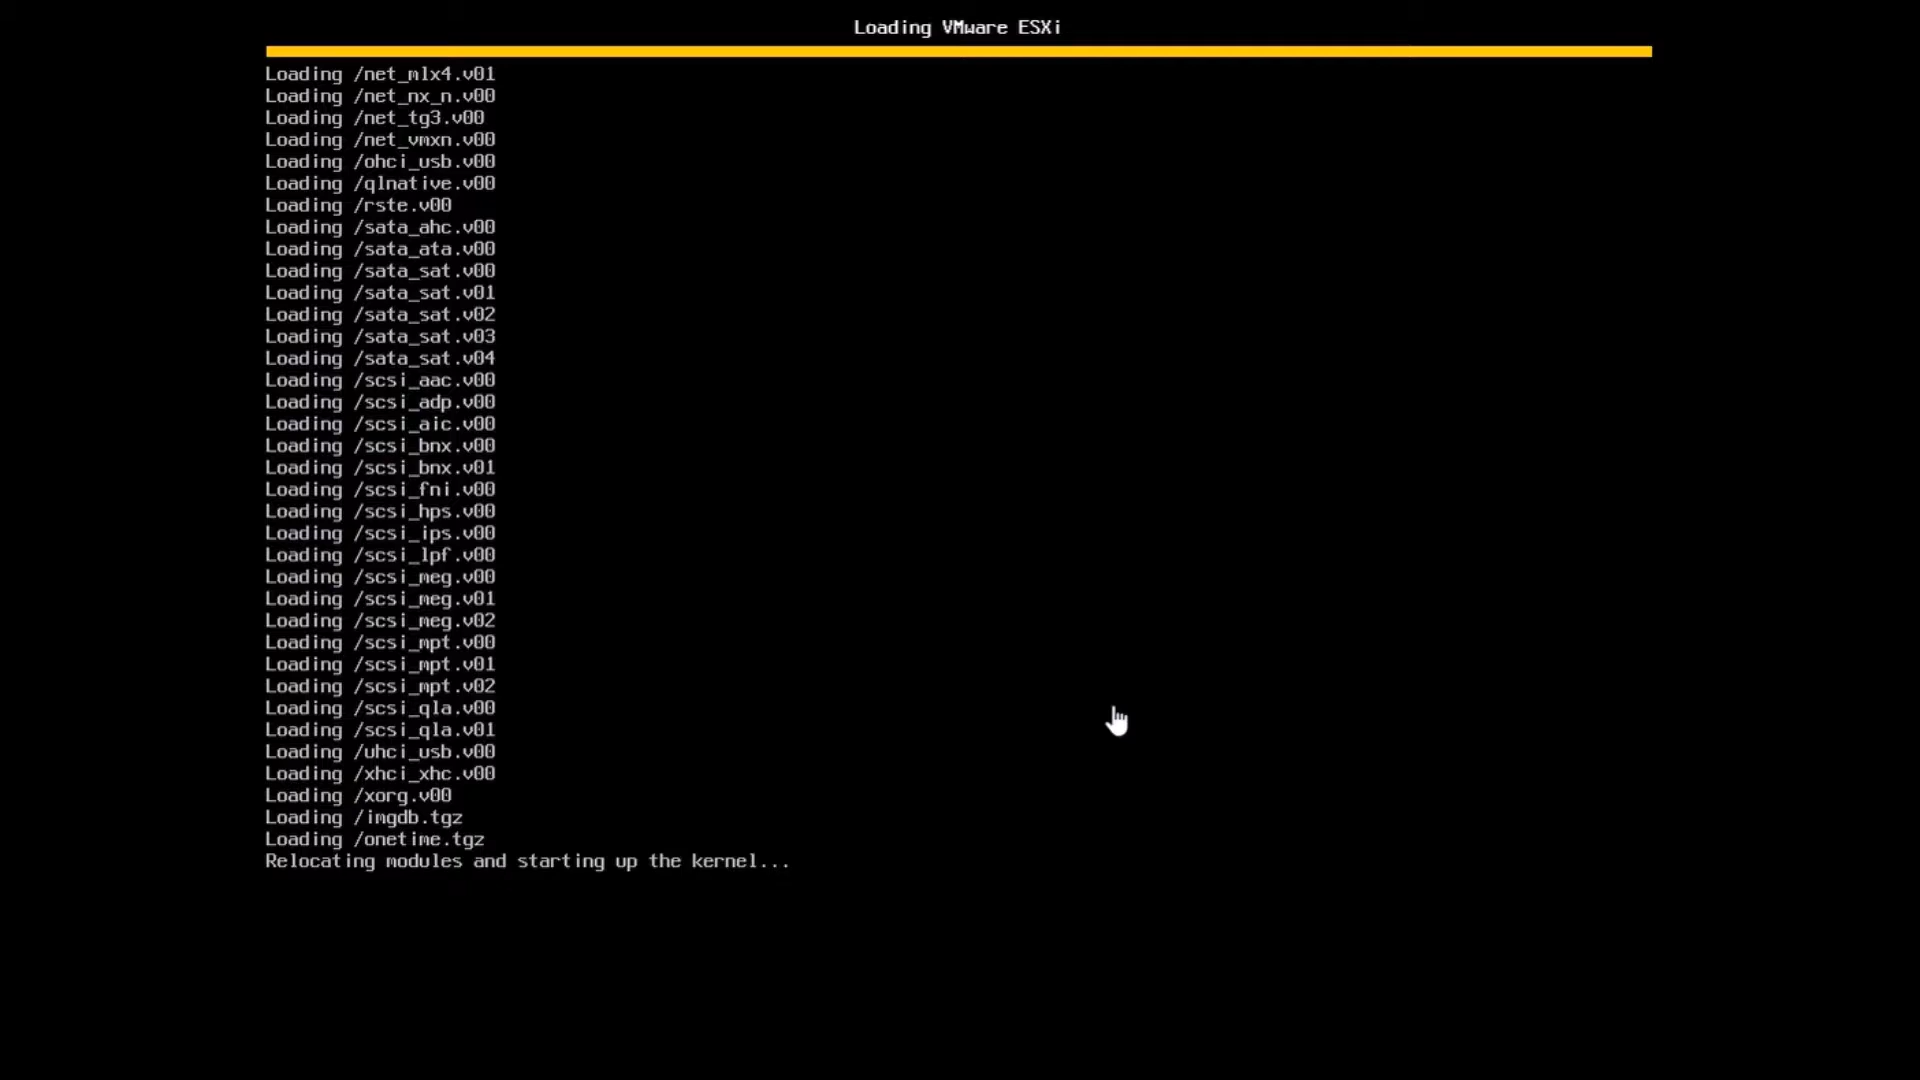 Loading VMware ESXi
Loading /net_mlx4.v01
Loading /net_nx_n.v00
Loading /net_tg3.v00
Loading /net_vmxn.v00
Loading /ohci_usb.v00
Loading /qlnative.v00
Loading /rste.v00
Loading /sata_ahc.v00
Loading /sata_ata.v00
Loading /sata_sat.v00
Loading /sata_sat.v01
Loading /sata_sat.v02
Loading /sata_sat.v03
Loading /sata_sat.v04
Loading /scsi_aac.v00
Loading /scsi_adp.v00
Loading /scsi_aic.v00
Loading /scsi_bnx.v00
Loading /scsi_bnx.v01
Loading /scsi_fni.v00
Loading /scsi_hps.v00
Loading /scsi_ips.v00
Loading /scsi_lpf.v00
Loading /scsi_meg.v00
Loading /scsi_meg.v01
Loading /scsi_meg.v02
Loading /scsi_mpt.v00
Loading /scsi_mpt.v01
Loading /scsi_mpt.v02
Loading /scsi_qla.v00
Loading /scsi_qla.v01
Loading /uhci_usb.v00
Loading /xhci_xhc.v00
Loading /xorg.v00
Loading /imgdb.tgz
Loading /onetime.tgz
Relocating modules and starting up the kernel...